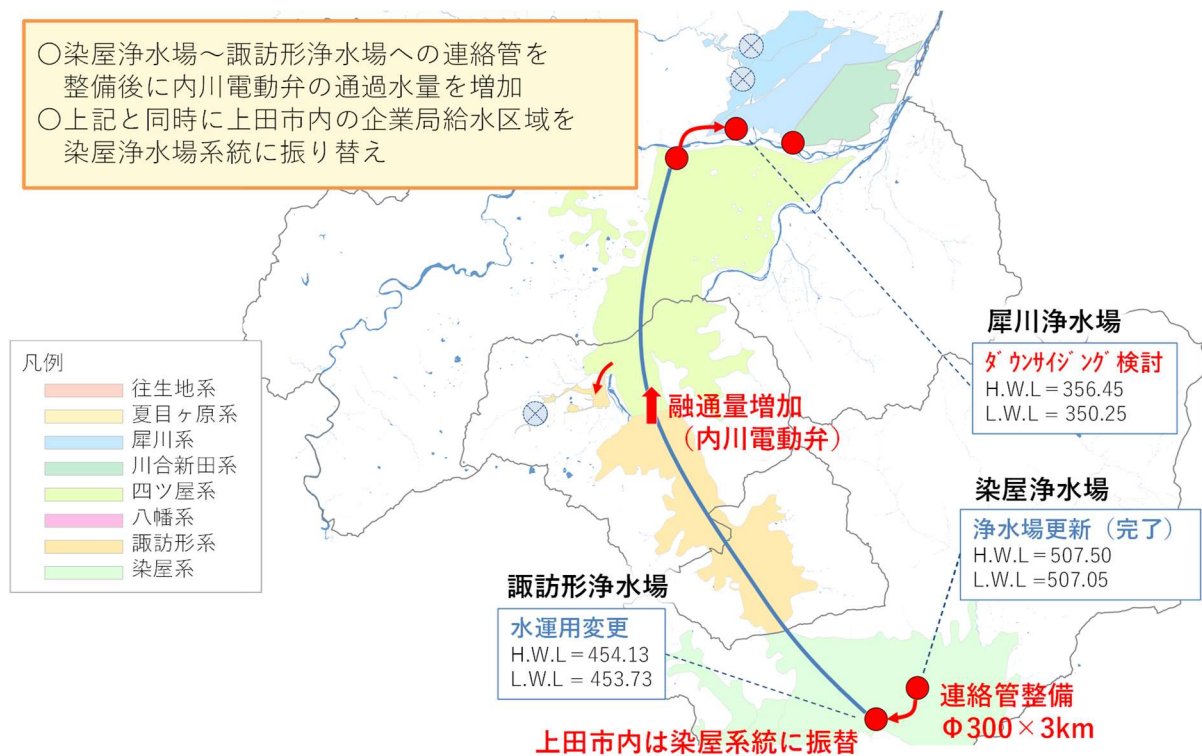 ○染屋浄水場～諏訪形浄水場への連絡管を
整備後に内川電動弁の通過水量を増加
○上記と同時に上田市内の企業局給水区域を
染屋浄水場系統に振り替え
犀川浄水場
ダウンサイジング検討
H.W.L＝356.45
L.W.L＝350.25
凡例
往生地系
夏目ヶ原系
犀川系
川合新田系
四ツ屋系
八幡系
諏訪形系
染屋系
融通量増加
（内川電動弁）
染屋浄水場
浄水場更新（完了）
H.W.L＝507.50
L.W.L＝507.05
諏訪形浄水場
水運用変更
H.W.L＝454.13
L.W.L＝453.73
連絡管整備
Φ300×3km
上田市内は染屋系統に振替